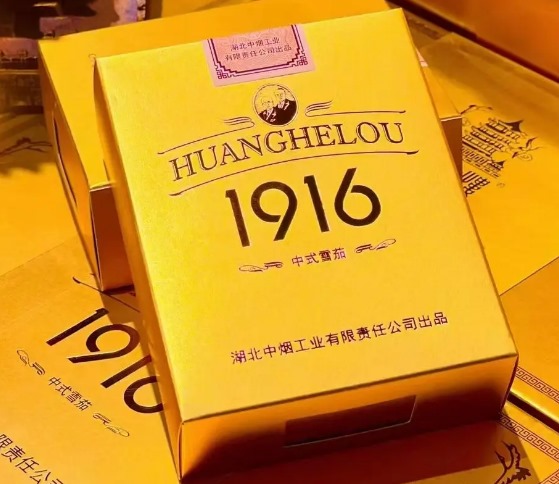 湖北中烟工业
有限责任公司出品
HUANGHELOU
1916
中式雪茄
湖北中烟工业有限责任公司出品
1916
中式雪茄
限责任公司